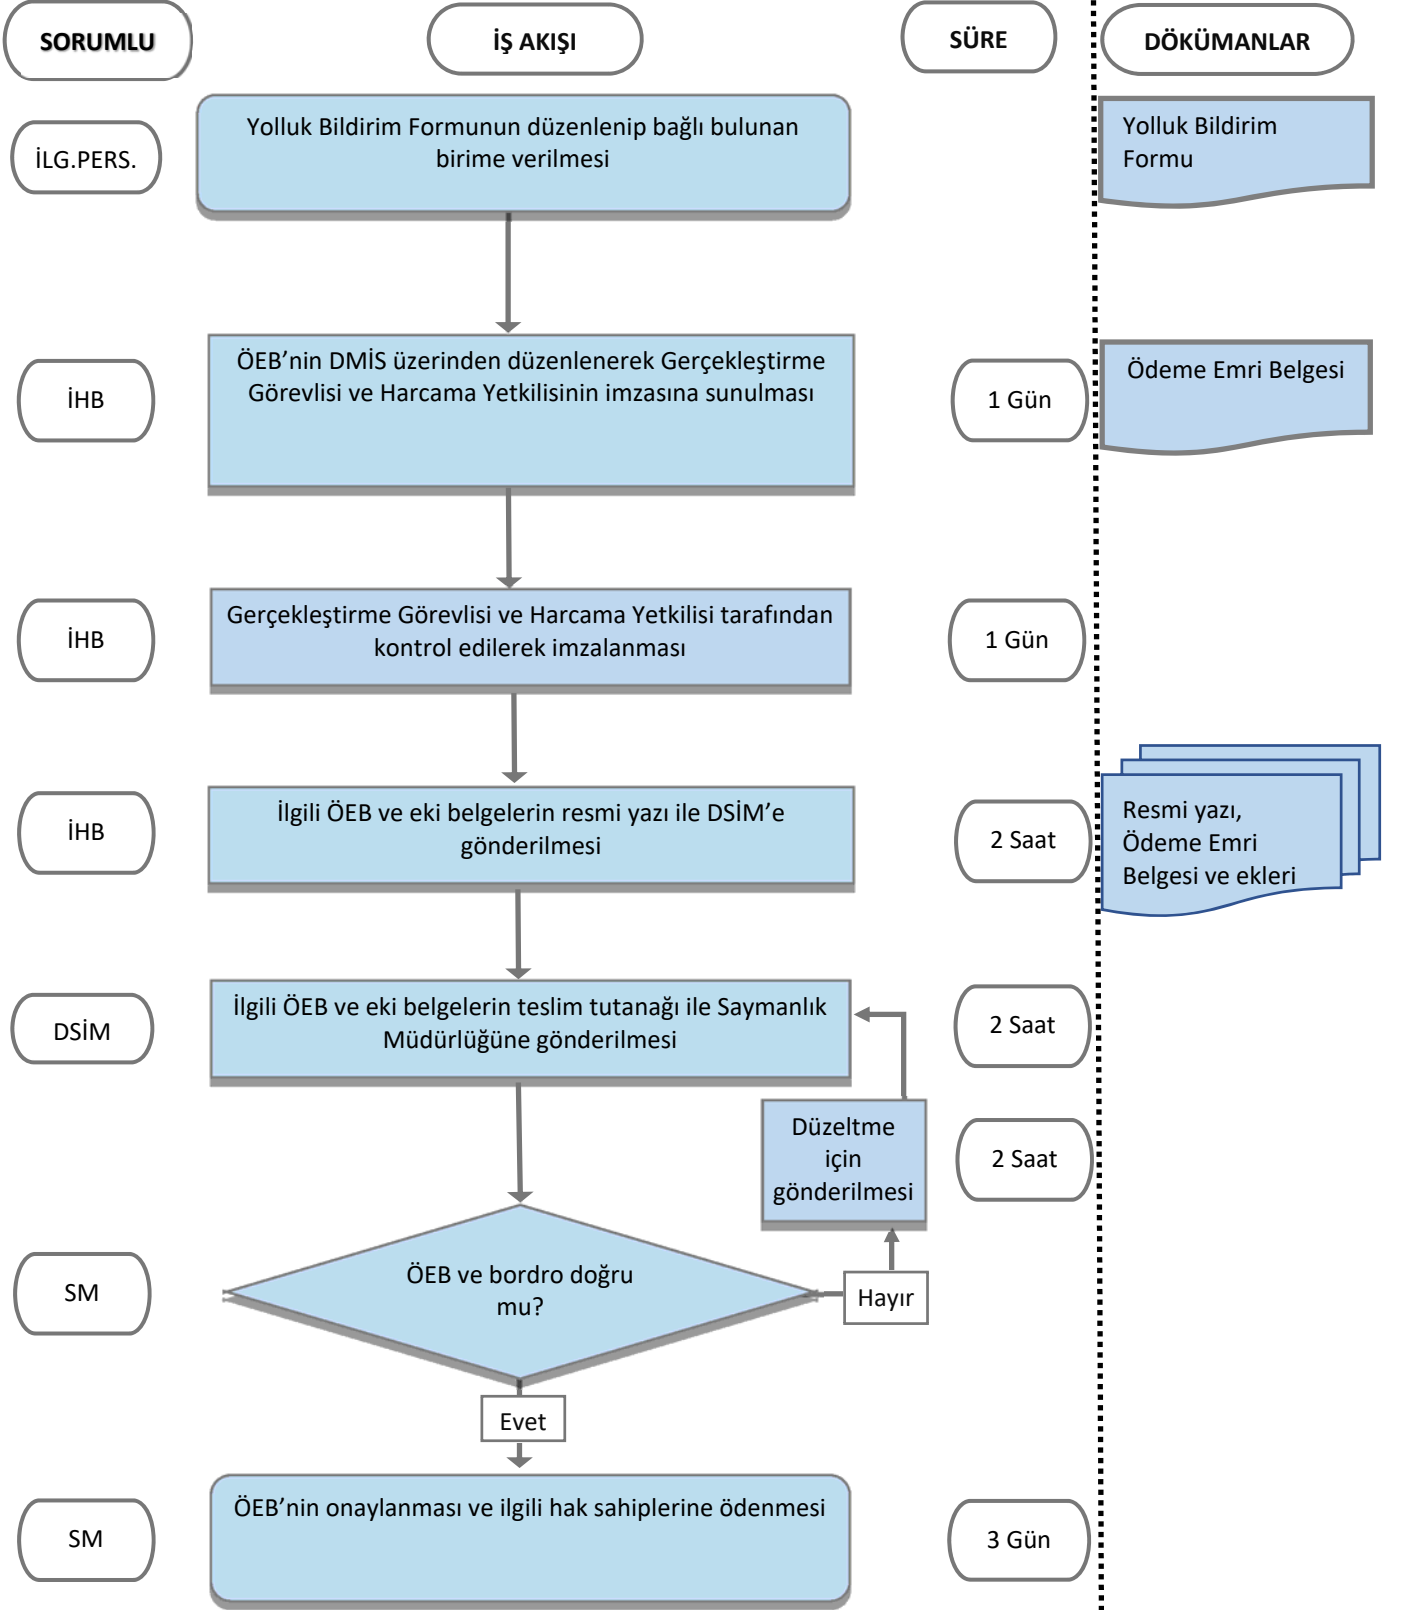 SORUMLU
İŞ AKIŞI
SÜRE
DÖKÜMANLAR
İLG.PERS.
Yolluk Bildirim Formunun düzenlenip bağlı bulunan
birime verilmesi
Yolluk Bildirim
Formu
İHB
ÖEB’nin DMİS üzerinden düzenlenerek Gerçekleştirme
Görevlisi ve Harcama Yetkilisinin imzasına sunulması
1 Gün
Ödeme Emri Belgesi
İHB
Gerçekleştirme Görevlisi ve Harcama Yetkilisi tarafından
kontrol edilerek imzalanması
1 Gün
İHB
İlgili ÖEB ve eki belgelerin resmi yazı ile DSİM’e
gönderilmesi
2 Saat
Resmi yazı,
Ödeme Emri
Belgesi ve ekleri
DSİM
İlgili ÖEB ve eki belgelerin teslim tutanağı ile Saymanlık
Müdürlüğüne gönderilmesi
2 Saat
Düzeltme
için
gönderilmesi
2 Saat
SM
ÖEB ve bordro doğru
mu?
Hayır
Evet
SM
ÖEB’nin onaylanması ve ilgili hak sahiplerine ödenmesi
3 Gün